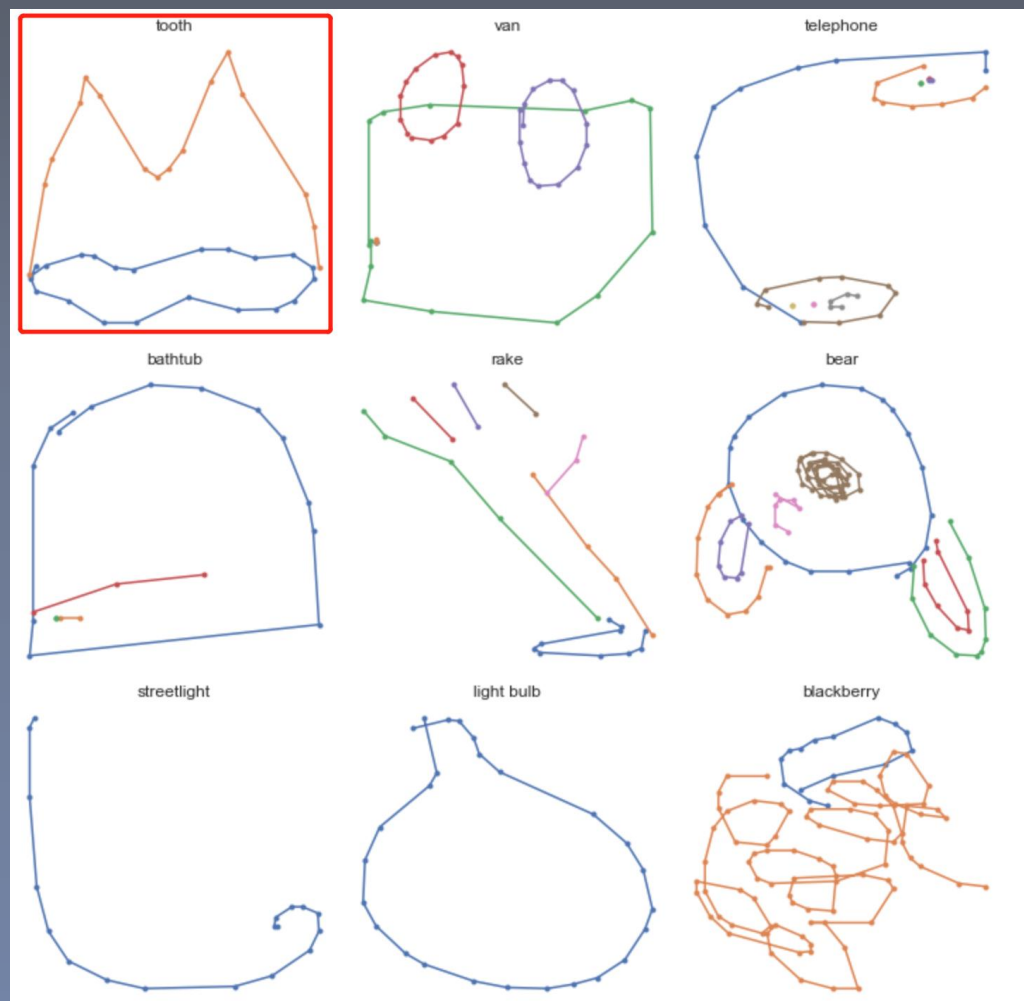 tooth
van
telephone
bathtub
rake
bear
streetlight
light bulb
blackberry